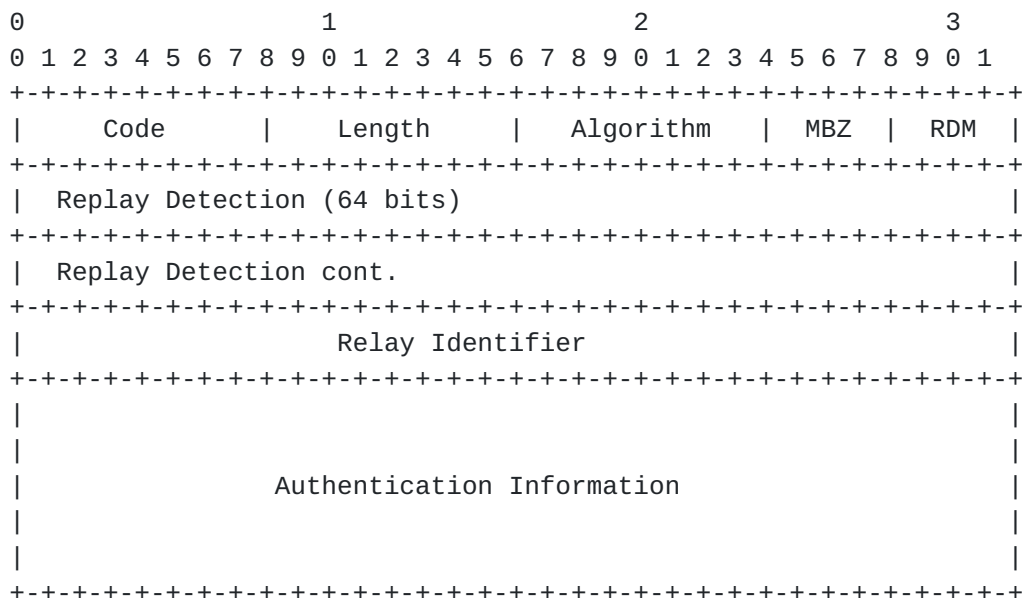 0                   1                   2                   3
0 1 2 3 4 5 6 7 8 9 0 1 2 3 4 5 6 7 8 9 0 1 2 3 4 5 6 7 8 9 0 1
+-+-+-+-+-+-+-+-+-+-+-+-+-+-+-+-+-+-+-+-+-+-+-+-+-+-+-+-+-+-+-+-+
|     Code      |    Length     |   Algorithm   |  MBZ  |  RDM  |
+-+-+-+-+-+-+-+-+-+-+-+-+-+-+-+-+-+-+-+-+-+-+-+-+-+-+-+-+-+-+-+-+
|  Replay Detection (64 bits)                                   |
+-+-+-+-+-+-+-+-+-+-+-+-+-+-+-+-+-+-+-+-+-+-+-+-+-+-+-+-+-+-+-+-+
|  Replay Detection cont.                                       |
+-+-+-+-+-+-+-+-+-+-+-+-+-+-+-+-+-+-+-+-+-+-+-+-+-+-+-+-+-+-+-+-+
|                    Relay Identifier                           |
+-+-+-+-+-+-+-+-+-+-+-+-+-+-+-+-+-+-+-+-+-+-+-+-+-+-+-+-+-+-+-+-+
|                                                               |
|                                                               |
|                Authentication Information                     |
|                                                               |
|                                                               |
+-+-+-+-+-+-+-+-+-+-+-+-+-+-+-+-+-+-+-+-+-+-+-+-+-+-+-+-+-+-+-+-+